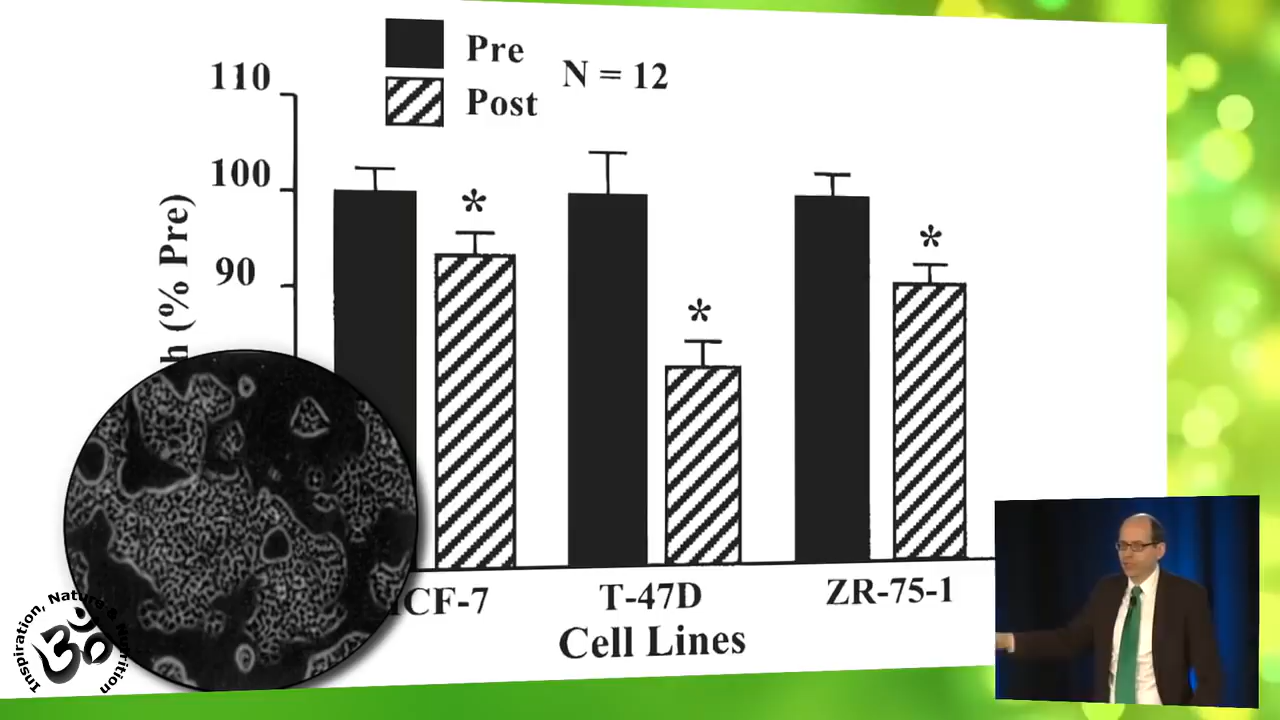 Pre
Post
N = 12
110
100
90
h (% Pre)
*
*
*
CF-7
T-47D
ZR-75-1
Cell Lines
Inspiration, Nature & Nutrition
ॐ